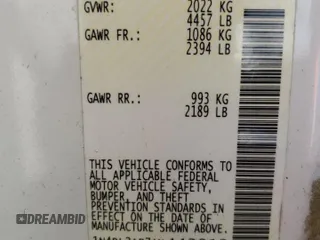 GVWR: 2022 KG
4457 LB
GAWR FR.: 1086 KG
2394 LB
GAWR RR.: 993 KG
2189 LB
THIS VEHICLE CONFORMS TO
ALL APPLICABLE FEDERAL
MOTOR VEHICLE SAFETY,
BUMPER, AND THEFT
PREVENTION STANDARDS IN
EFFECT ON THE DATE OF
MANUFACTURE SHOWN ABOVE.
DREAMBID.COM